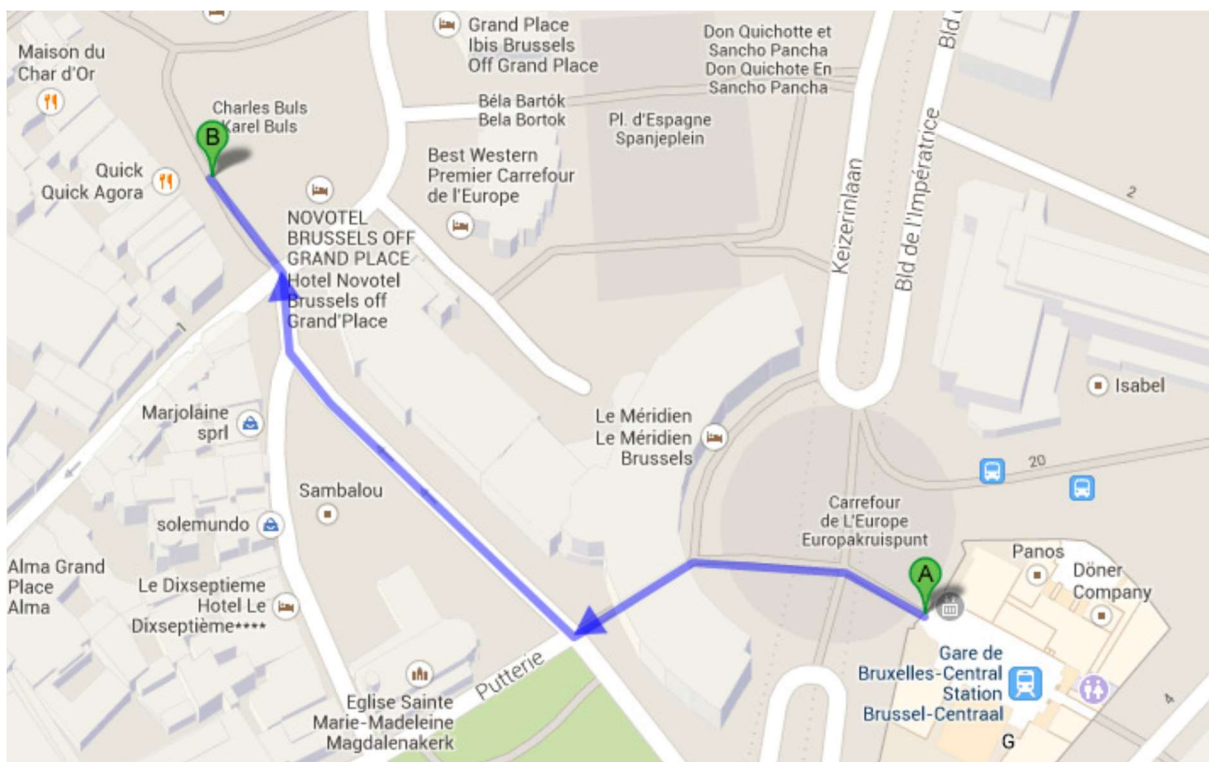 Grand Place
Ibis Brussels
Off Grand Place
Don Quichotte et
Sancho Pancha
Don Quichote En
Sancho Pancha
Bld de
Maison du
Char d'Or
Charles Buls
Karel Buls
B
Béla Bartók
Bela Bortok
Pl. d'Espagne
Spanjeplein
Quick
Quick Agora
Best Western
Premier Carrefour
de l'Europe
2
Keizerinlaan
Bld de l'Impératrice
NOVOTEL
BRUSSELS OFF
GRAND PLACE
Hotel Novotel
Brussels off
Grand'Place
1
Isabel
Marjolaine
sprl
Le Méridien
Le Méridien
Brussels
20
Sambalou
solemundo
Carrefour
de L'Europe
Europakruispunt
A
Panos
Döner
Company
Alma Grand
Place
Alma
Le Dixseptieme
Hotel Le
Dixseptième****
Putterie
Eglise Sainte
Marie-Madeleine
Magdalenakerk
Gare de
Bruxelles-Central
Station
Brussel-Centraal
4
G